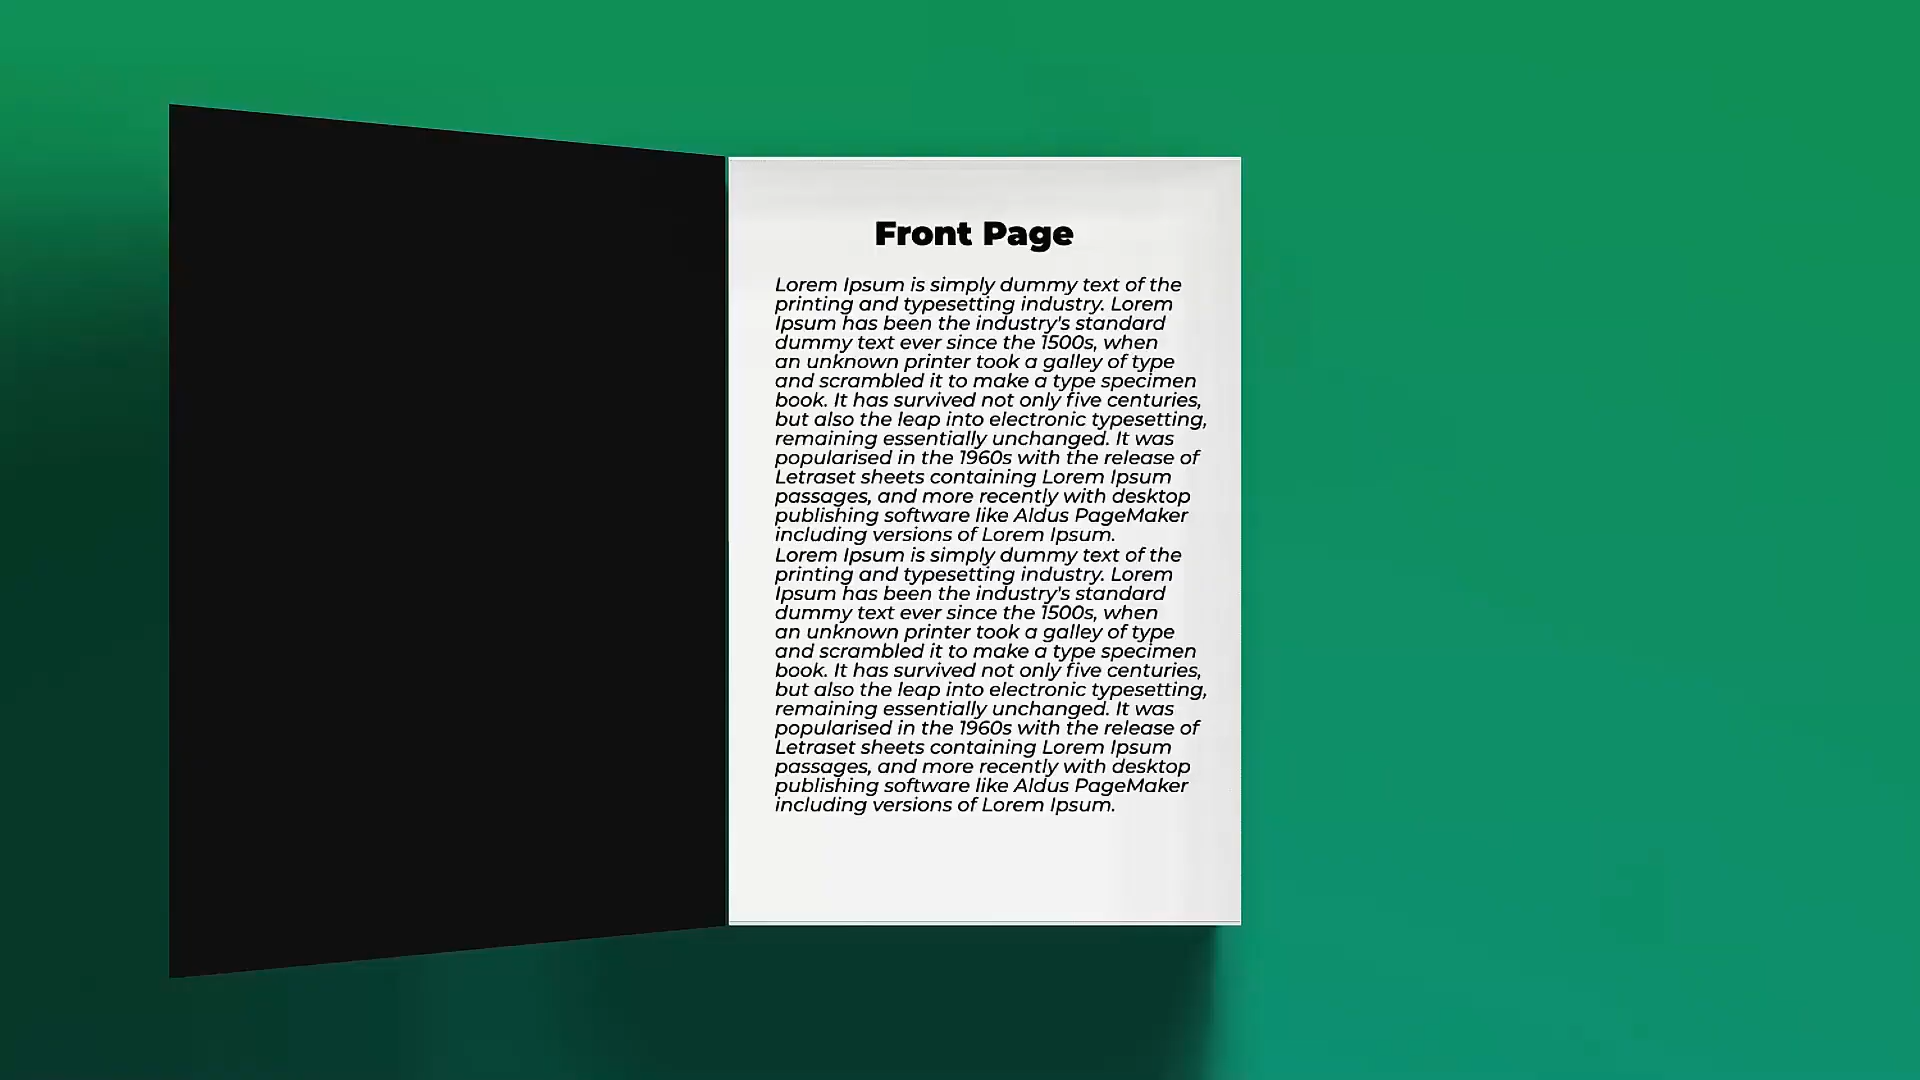 Front Page
Lorem Ipsum is simply dummy text of the
printing and typesetting industry. Lorem
Ipsum has been the industry's standard
dummy text ever since the 1500s, when
an unknown printer took a galley of type
and scrambled it to make a type specimen
book. It has survived not only five centuries,
but also the leap into electronic typesetting,
remaining essentially unchanged. It was
popularised in the 1960s with the release of
Letraset sheets containing Lorem Ipsum
passages, and more recently with desktop
publishing software like Aldus PageMaker
including versions of Lorem Ipsum.
Lorem Ipsum is simply dummy text of the
printing and typesetting industry. Lorem
Ipsum has been the industry's standard
dummy text ever since the 1500s, when
an unknown printer took a galley of type
and scrambled it to make a type specimen
book. It has survived not only five centuries,
but also the leap into electronic typesetting,
remaining essentially unchanged. It was
popularised in the 1960s with the release of
Letraset sheets containing Lorem Ipsum
passages, and more recently with desktop
publishing software like Aldus PageMaker
including versions of Lorem Ipsum.